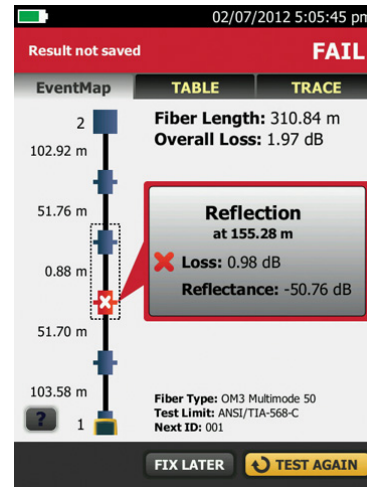 02/07/2012 5:05:45 pm
Result not saved FAIL
EventMap TABLE TRACE
2
102.92 m
51.76 m
0.88 m
51.70 m
103.58 m
? 1
Fiber Length: 310.84 m
Overall Loss: 1.97 dB
Reflection
at 155.28 m
Loss: 0.98 dB
Reflectance: -50.76 dB
Fiber Type: OM3 Multimode 50
Test Limit: ANSI/TIA-568-C
Next ID: 001
FIX LATER TEST AGAIN